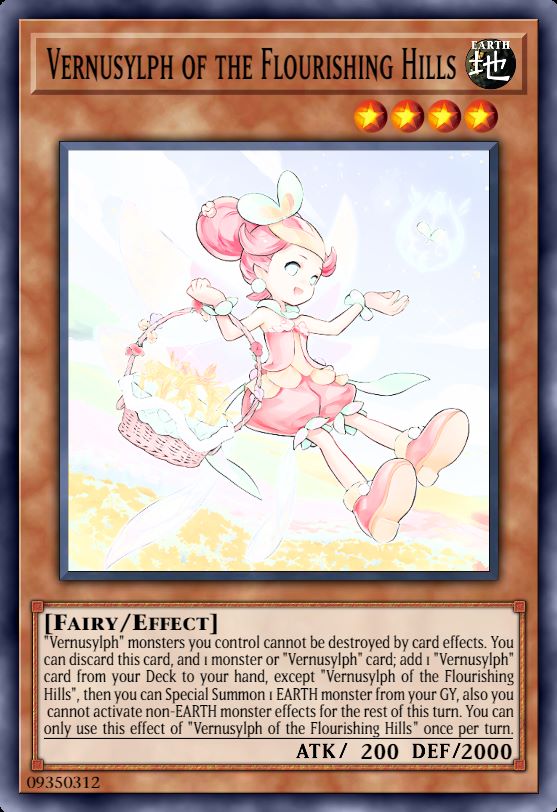 Vernusylph of the Flourishing Hills
EARTH
地
[Fairy/Effect]
"Vernusylph" monsters you control cannot be destroyed by card effects. You
can discard this card, and 1 monster or "Vernusylph" card; add 1 "Vernusylph"
card from your Deck to your hand, except "Vernusylph of the Flourishing
Hills", then you can Special Summon 1 EARTH monster from your GY, also you
cannot activate non-EARTH monster effects for the rest of this turn. You can
only use this effect of "Vernusylph of the Flourishing Hills" once per turn.
ATK/ 200 DEF/2000
09350312